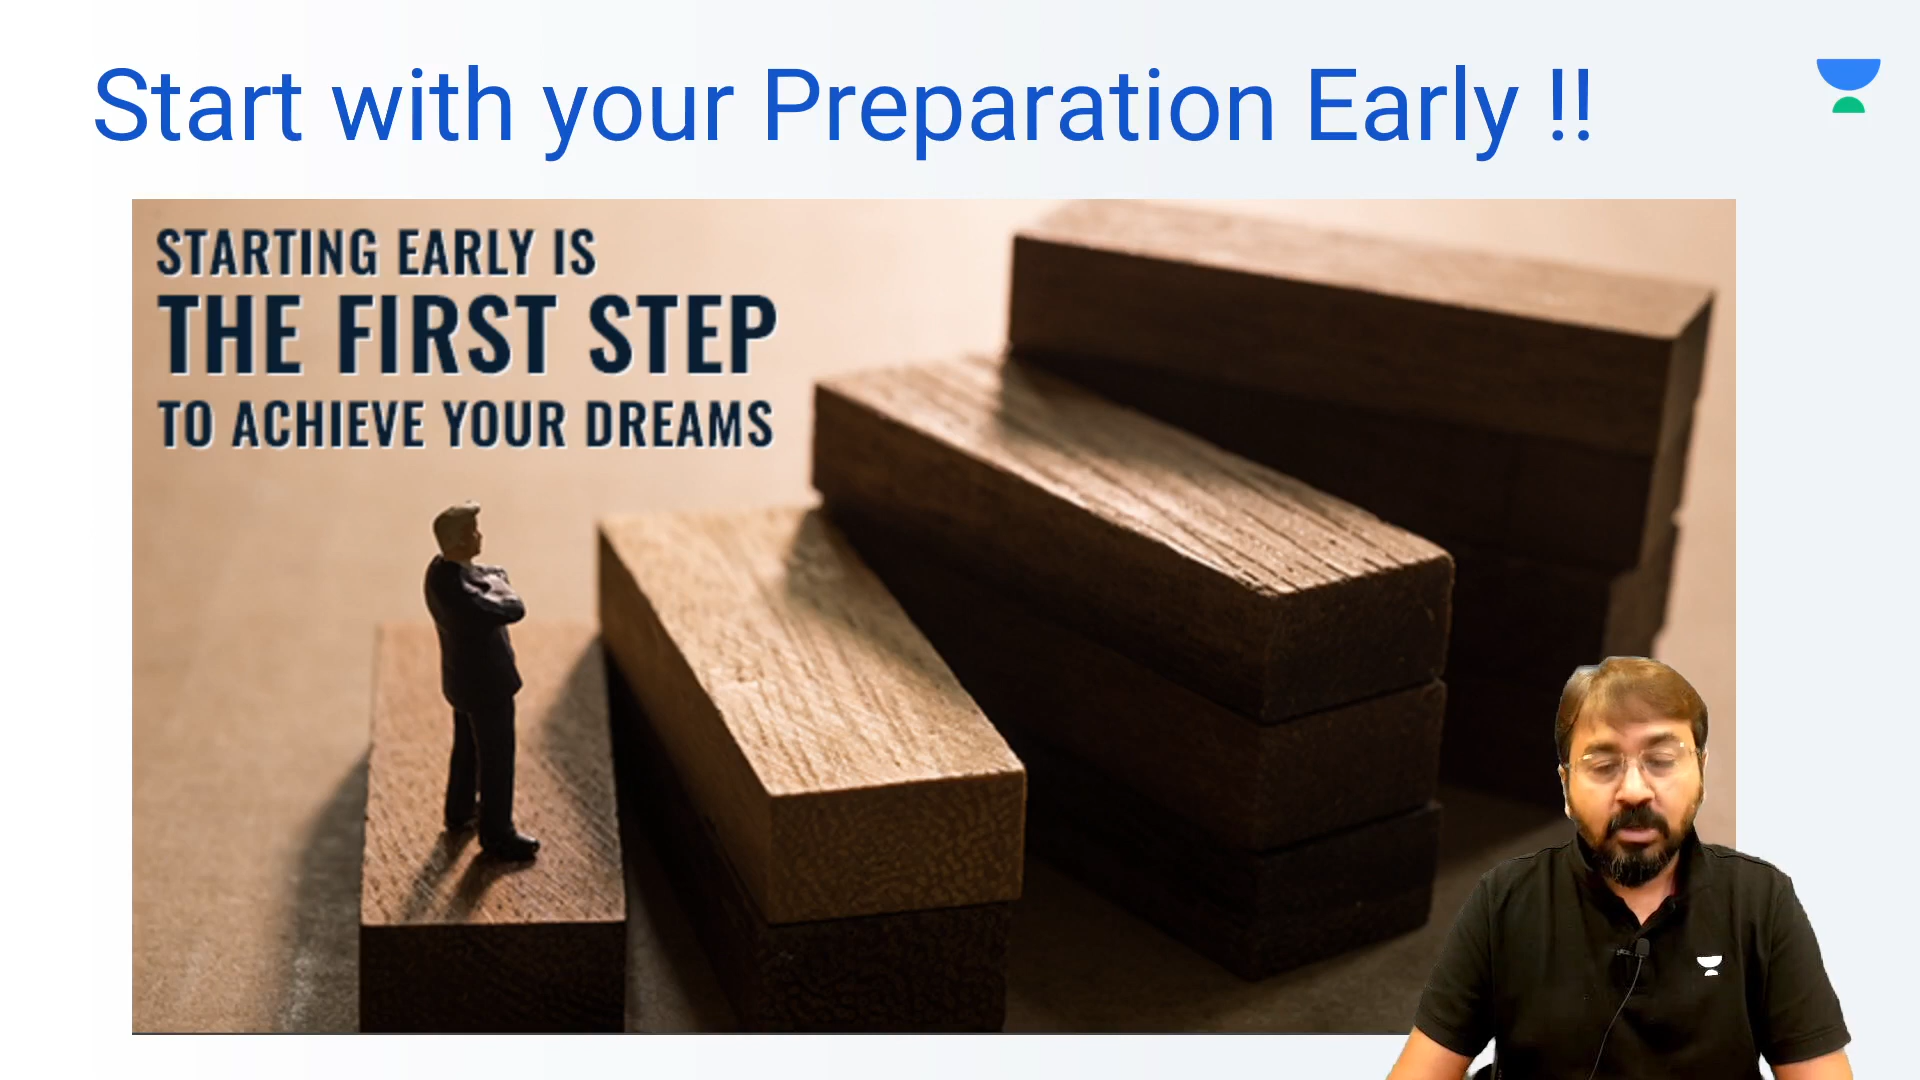 Start with your Preparation Early !!
STARTING EARLY IS
THE FIRST STEP
TO ACHIEVE YOUR DREAMS